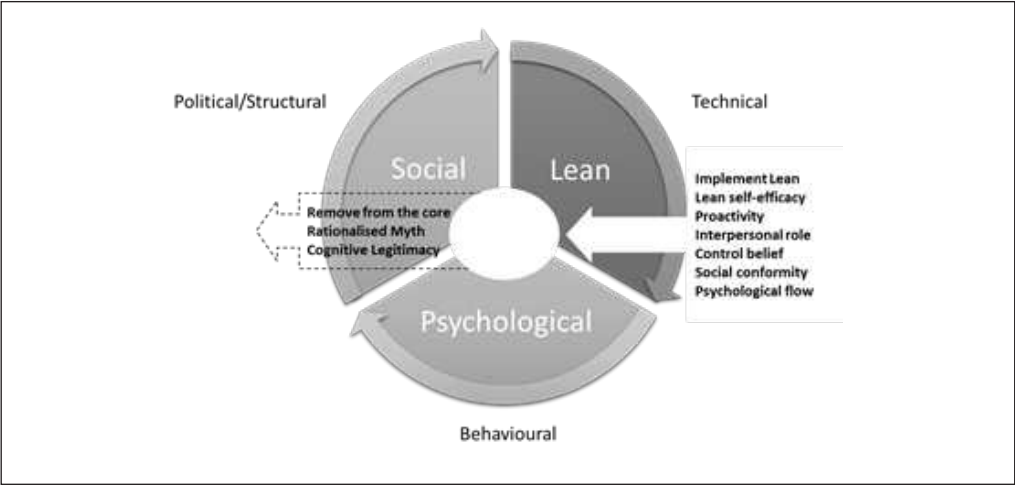 Political/Structural
Technical
Social
Lean
Implement Lean
Lean self-efficacy
Proactivity
Interpersonal role
Control belief
Social conformity
Psychological flow
Remove from the core
Rationalised Myth
Cognitive Legitimacy
Psychological
Behavioural